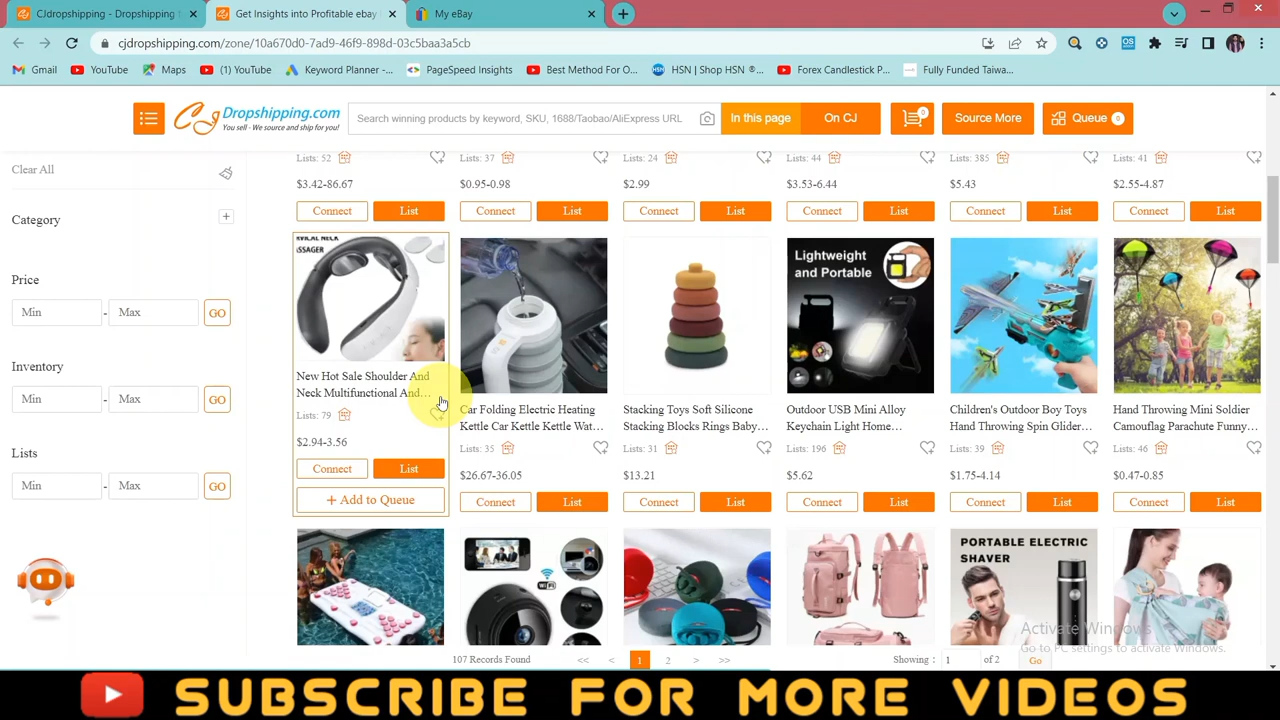 CJdropshipping - Dropshipping f
Get Insights into Profitable ebay
My eBay
cjdropshipping.com/zone/10a670d0-7ad9-46f9-898d-03c5baa3a5cb
Gmail
YouTube
Maps
(1) YouTube
Keyword Planner -...
PageSpeed Insights
Best Method For O...
HSN | Shop HSN ®...
Forex Candlestick P...
Fully Funded Taiwa...
CJ Dropshipping.com
You sell - We source and ship for you!
Search winning products by keyword, SKU, 1688/Taobao/AliExpress URL
In this page
On CJ
0
Source More
Queue 0
Clear All
Category
+
Price
Min - Max GO
Inventory
Min - Max GO
Lists
Min - Max GO
Lists: 52
Lists: 37
Lists: 24
Lists: 44
Lists: 385
Lists: 41
$3.42-86.67
$0.95-0.98
$2.99
$3.53-6.44
$5.43
$2.55-4.87
Connect List
Connect List
Connect List
Connect List
Connect List
Connect List
RVICAL NECK
SSAGER
New Hot Sale Shoulder And
Neck Multifunctional And...
Lists: 79
$2.94-3.56
Connect List
+ Add to Queue
Car Folding Electric Heating
Kettle Car Kettle Kettle Wat...
Lists: 35
$26.67-36.05
Connect List
Stacking Toys Soft Silicone
Stacking Blocks Rings Baby...
Lists: 31
$13.21
Connect List
Lightweight
and Portable
Outdoor USB Mini Alloy
Keychain Light Home...
Lists: 196
$5.62
Connect List
Children's Outdoor Boy Toys
Hand Throwing Spin Glider...
Lists: 39
$1.75-4.14
Connect List
Hand Throwing Mini Soldier
Camouflag Parachute Funny...
Lists: 46
$0.47-0.85
Connect List
WiFi
PORTABLE ELECTRIC
SHAVER
Activate Windows
Go to PC settings to activate Windows.
107 Records Found
<< < 1 2 > >>
Showing : 1 of 2 Go
SUBSCRIBE FOR MORE VIDEOS